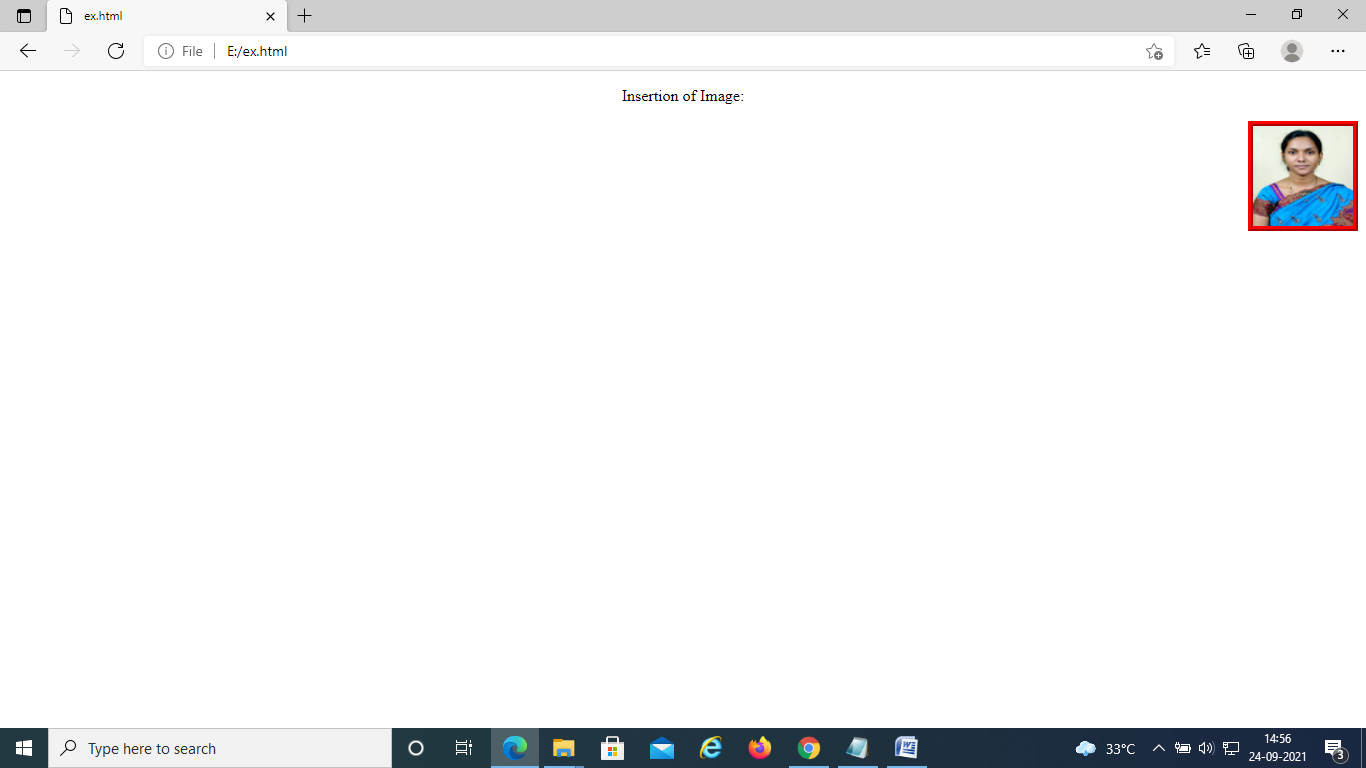 ex.html
File
E:/ex.html
Insertion of Image:
Type here to search
33°C
14:56
24-09-2021
3